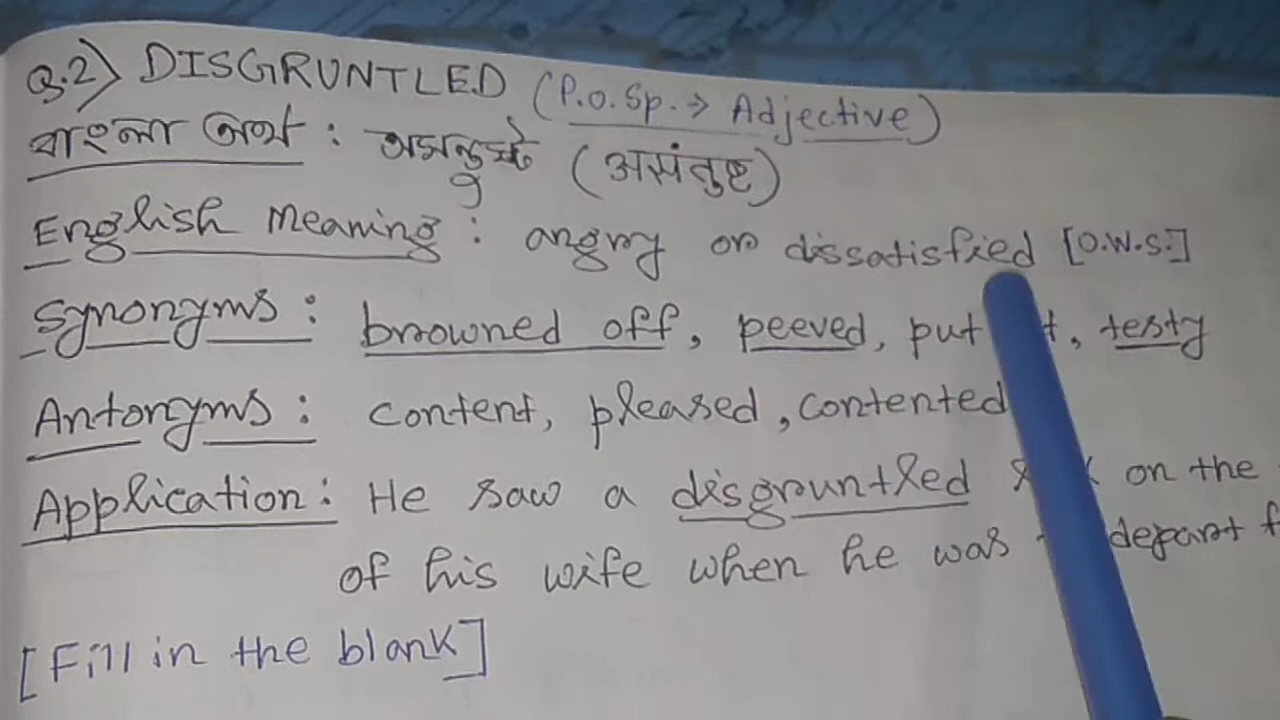 Q.2) DISGRUNTLED (P.O.Sp.→ Adjective)
বাংলা অর্থ : অসন্তুষ্ট (असंतुष्ट)
English Meaning : angry or dissatisfied [O.W.S.]
Synonyms : browned off, peeved, put, testy
Antonyms : content, pleased, contented
Application : He saw a disgruntled on the
of his wife when he was depart
[Fill in the blank]